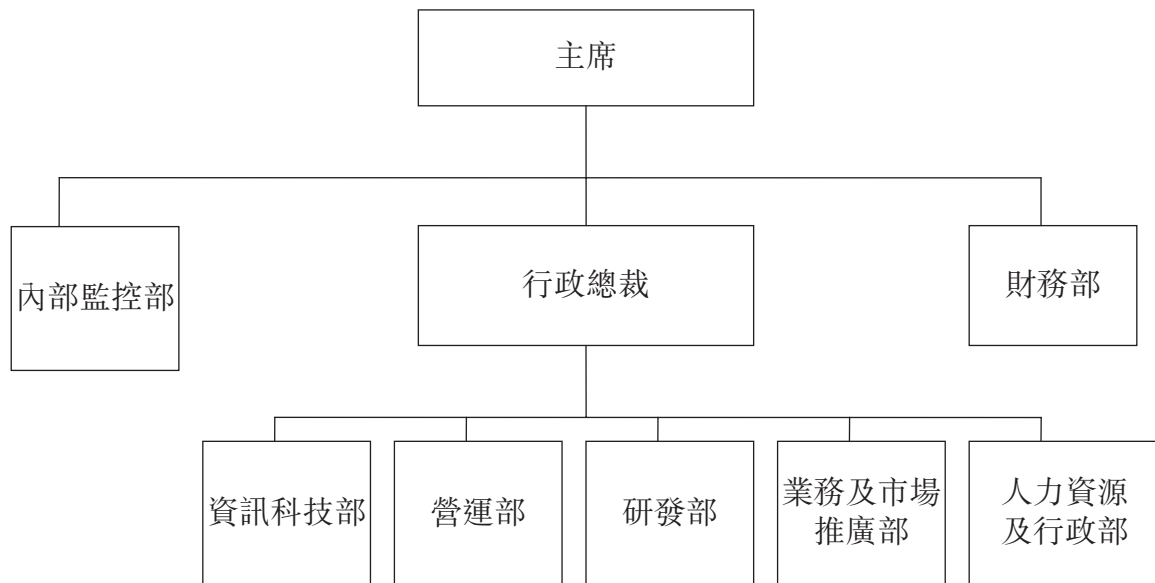 主席
內部監控部
行政總裁
財務部
資訊科技部
營運部
研發部
業務及市場
推廣部
人力資源
及行政部